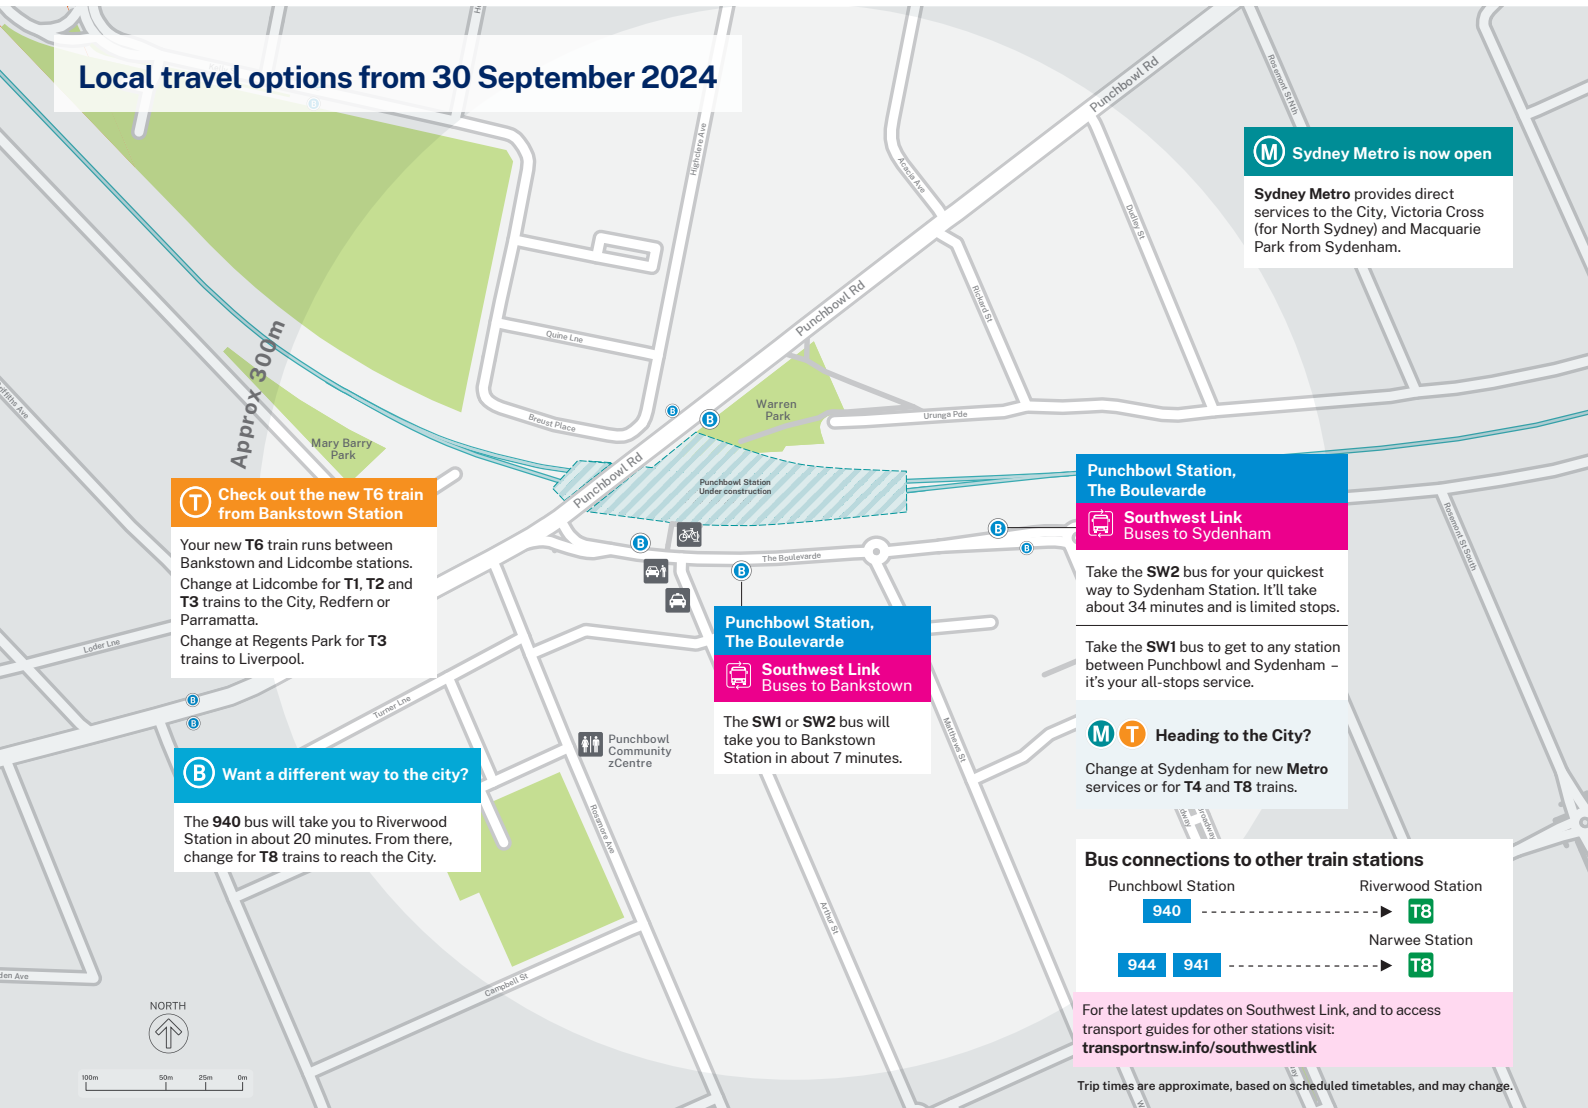 Local travel options from 30 September 2024
Punchbowl Rd
Rosemont St Nth
Highclere Ave
Acacia Ave
Dudley St
M Sydney Metro is now open
Sydney Metro provides direct
services to the City, Victoria Cross
(for North Sydney) and Macquarie
Park from Sydenham.
Punchbowl Rd
Rickard St
Quine Lne
Approx 300m
Griffiths Ave
Breust Place
B
B
Warren
Park
Urunga Pde
Mary Barry
Park
Punchbowl Rd
Punchbowl Station
Under construction
T Check out the new T6 train
from Bankstown Station
Your new T6 train runs between
Bankstown and Lidcombe stations.
Change at Lidcombe for T1, T2 and
T3 trains to the City, Redfern or
Parramatta.
Change at Regents Park for T3
trains to Liverpool.
B
B
The Boulevarde
B
B
Punchbowl Station,
The Boulevarde
Southwest Link
Buses to Sydenham
Take the SW2 bus for your quickest
way to Sydenham Station. It’ll take
about 34 minutes and is limited stops.
Take the SW1 bus to get to any station
between Punchbowl and Sydenham –
it’s your all-stops service.
M T Heading to the City?
Change at Sydenham for new Metro
services or for T4 and T8 trains.
Rosemont St South
Punchbowl Station,
The Boulevarde
Southwest Link
Buses to Bankstown
The SW1 or SW2 bus will
take you to Bankstown
Station in about 7 minutes.
Loder Lne
B
B
Turner Lne
Matthews St
Punchbowl
Community
zCentre
B Want a different way to the city?
The 940 bus will take you to Riverwood
Station in about 20 minutes. From there,
change for T8 trains to reach the City.
Rosemore Ave
Arthur St
Campbell St
Bus connections to other train stations
Punchbowl Station Riverwood Station
940 T8
Narwee Station
944 941 T8
For the latest updates on Southwest Link, and to access
transport guides for other stations visit:
transportnsw.info/southwestlink
Trip times are approximate, based on scheduled timetables, and may change.
NORTH
100m 50m 25m 0m